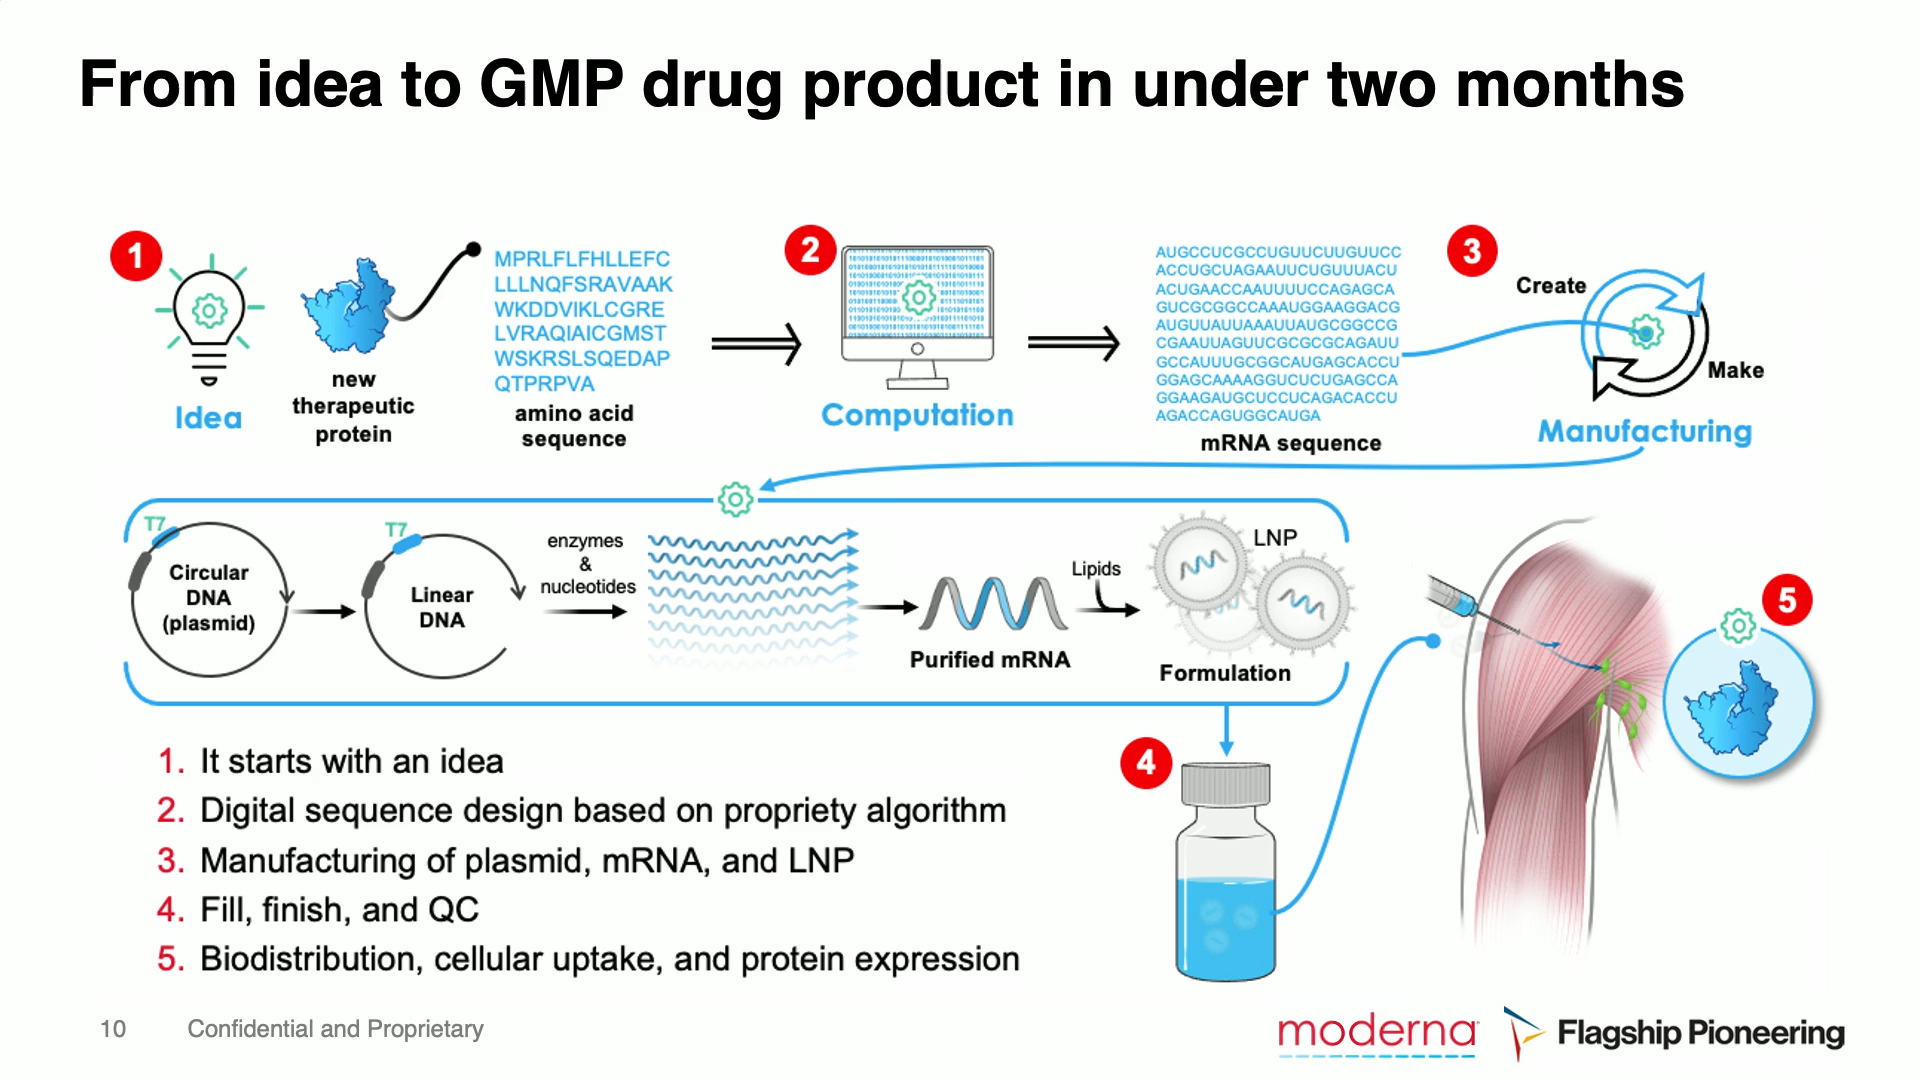 From idea to GMP drug product in under two months
1
Idea
new
therapeutic
protein
MPRLFLFHLLEFC
LLLNQFSRAVAAK
WKDDVIKLCGRE
LVRAQIAICGMST
WSKRSLSQEDAP
QTPRPVA
amino acid
sequence
2
Computation
AUGCCUCGCCUGUUCUUGUUCC
ACCUGCUAGAAUUCUGUUUACU
ACUGAACCAAUUUUCCAGAGCA
GUCGCGGCCAAAUGGAAGGACG
AUGUUAUUAAAUUAUGCGGCCG
CGAAUUAGUUCGCGCGCAGAUU
GCCAUUUGCGGCAUGAGCACCU
GGAGCAAAAGGUCUCUGAGCCA
GGAAGAUGCUCCUCAGACACCU
AGACCAGUGGCAUGA
mRNA sequence
3
Create
Make
Manufacturing
T7
Circular
DNA
(plasmid)
T7
Linear
DNA
enzymes
&
nucleotides
Purified mRNA
Lipids
LNP
Formulation
5
4
1. It starts with an idea
2. Digital sequence design based on propriety algorithm
3. Manufacturing of plasmid, mRNA, and LNP
4. Fill, finish, and QC
5. Biodistribution, cellular uptake, and protein expression
10 Confidential and Proprietary
moderna
Flagship Pioneering